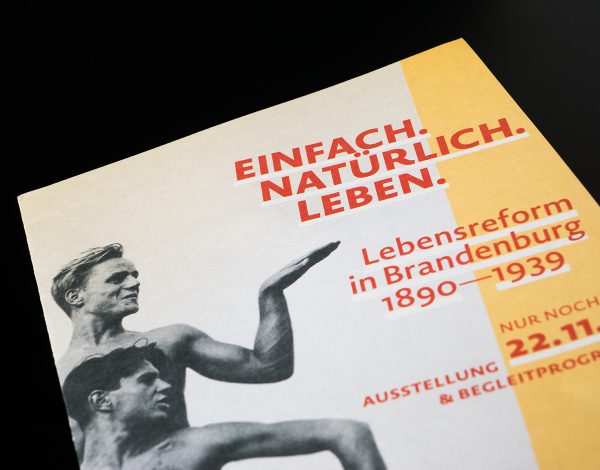 EINFACH.
NATÜRLICH.
LEBEN.
Lebensreform
in Brandenburg
1890—1939
NUR NOCH
22.11.
AUSSTELLUNG
& BEGLEITPROGR